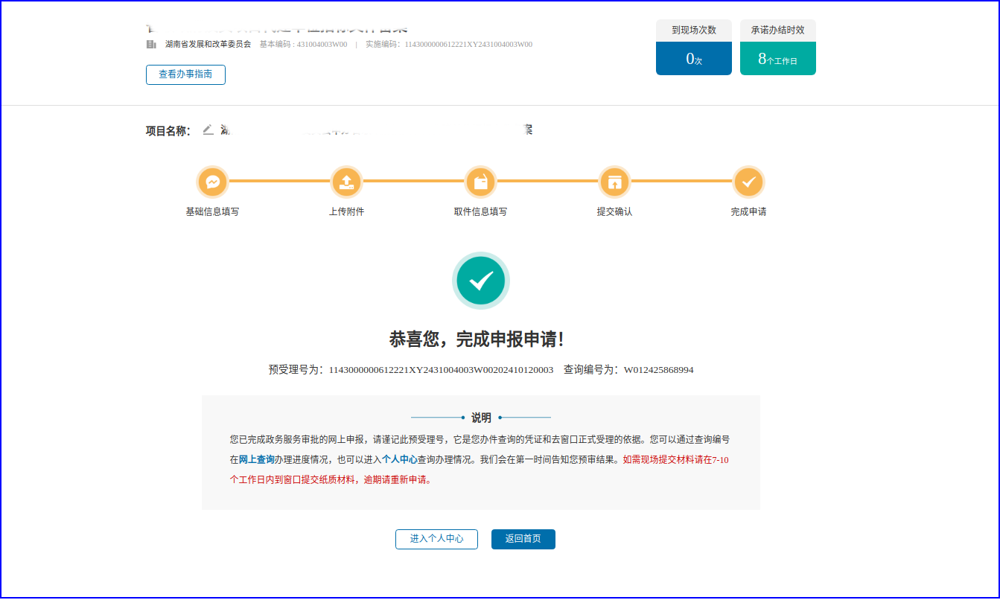 到现场次数
承诺办结时效
湖南省发展和改革委员会 基本编码 : 431004003W00 | 实施编码：1143000000612221XY2431004003W00
0次
8个工作日
查看办事指南
项目名称：
基础信息填写
上传附件
取件信息填写
提交确认
完成申请
恭喜您，完成申报申请！
预受理号为：1143000000612221XY2431004003W00202410120003 查询编号为：W012425868994
说明
您已完成政务服务审批的网上申报，请谨记此预受理号，它是您办件查询的凭证和去窗口正式受理的依据。您可以通过查询编号
在网上查询办理进度情况，也可以进入个人中心查询办理情况。我们会在第一时间告知您预审结果。如需现场提交材料请在7-10
个工作日内到窗口提交纸质材料，逾期请重新申请。
进入个人中心
返回首页